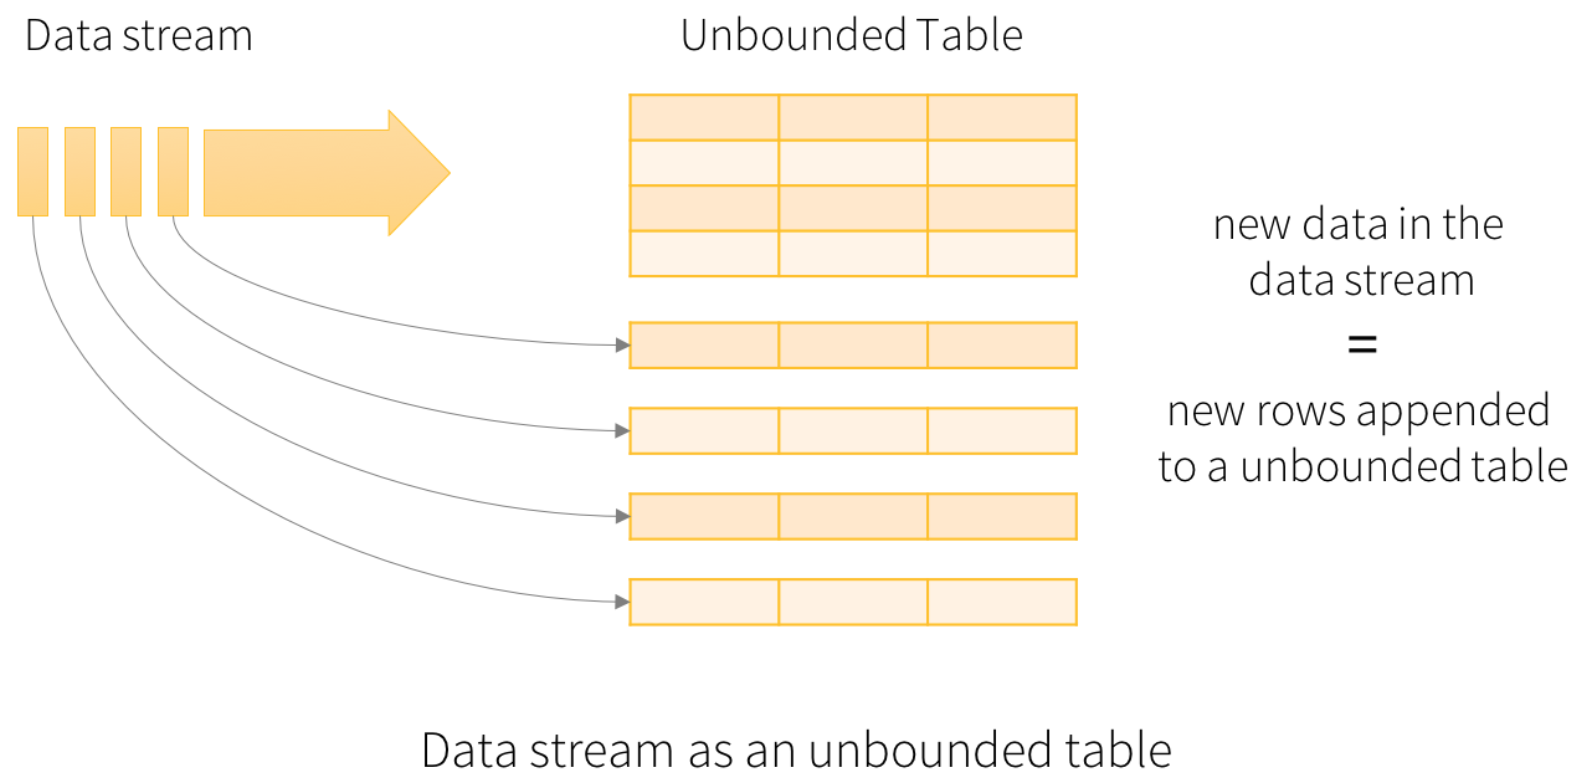 Data stream
Unbounded Table
new data in the
data stream
=
new rows appended
to a unbounded table
Data stream as an unbounded table